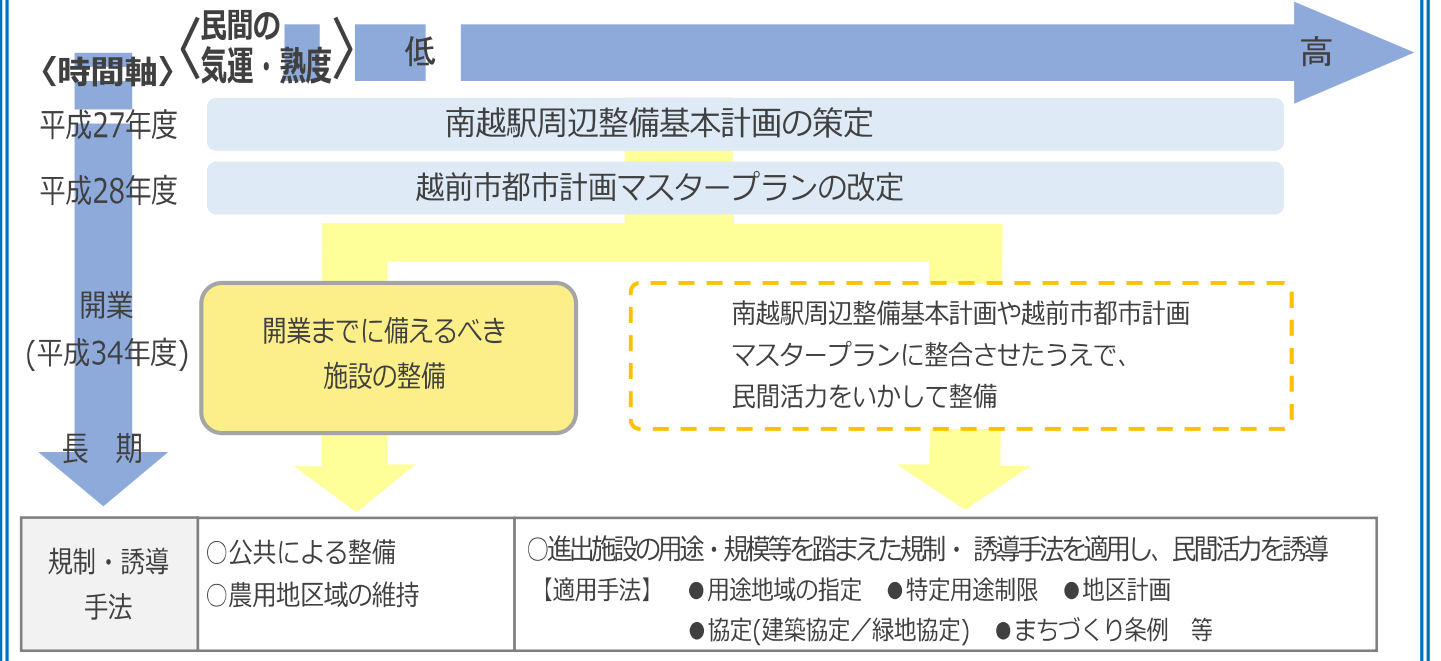 〈民間の
気運・熟度〉
低
高
〈時間軸〉
平成27年度
南越駅周辺整備基本計画の策定
平成28年度
越前市都市計画マスタープランの改定
開業
(平成34年度)
開業までに備えるべき
施設の整備
南越駅周辺整備基本計画や越前市都市計画
マスタープランに整合させたうえで、
民間活力をいかして整備
長　期
規制・誘導
手法
○公共による整備
○農用地区域の維持
○進出施設の用途・規模等を踏まえた規制・ 誘導手法を適用し、民間活力を誘導
【適用手法】　●用途地域の指定　●特定用途制限　●地区計画
●協定(建築協定／緑地協定)　●まちづくり条例　等